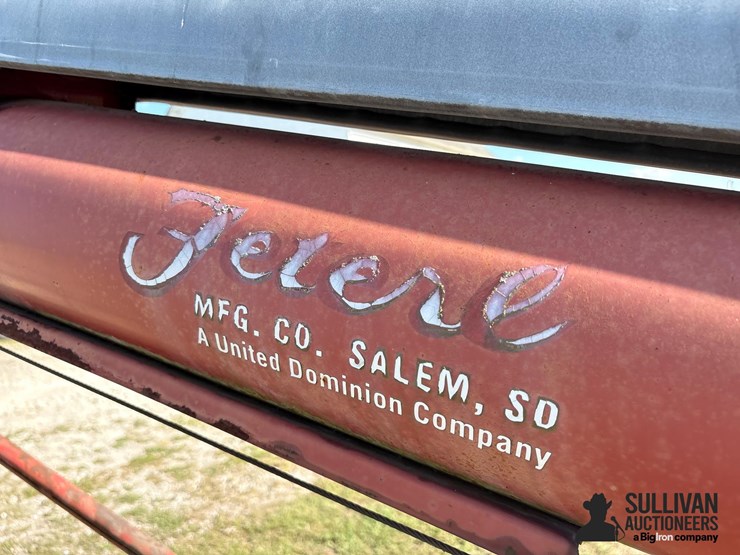 Feterl
MFG. CO. SALEM, SD
A United Dominion Company
SULLIVAN
AUCTIONEERS
a BigIron company